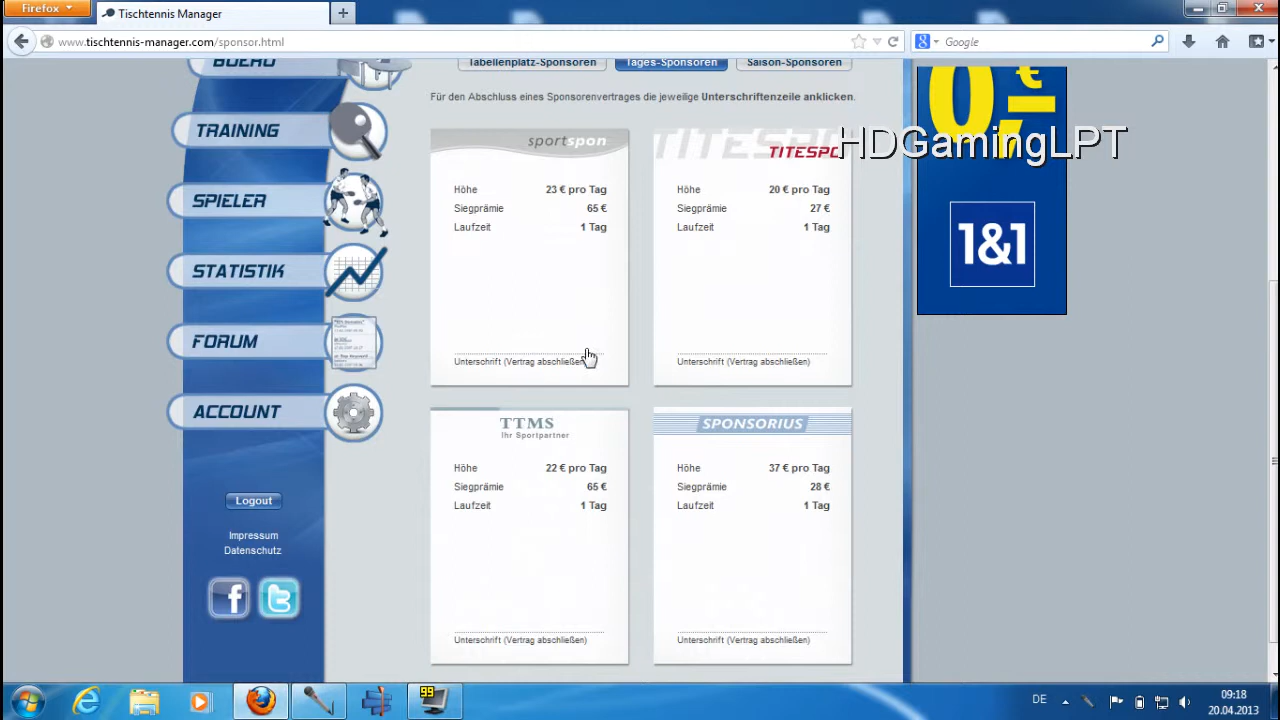 Firefox
Tischtennis Manager
www.tischtennis-manager.com/sponsor.html
Google
BUERO
TRAINING
SPIELER
STATISTIK
FORUM
ACCOUNT
Logout
Impressum
Datenschutz
Tabellenplatz-Sponsoren
Tages-Sponsoren
Saison-Sponsoren
Für den Abschluss eines Sponsorenvertrages die jeweilige Unterschriftenzeile anklicken.
sportspon
Höhe 23 € pro Tag
Siegprämie 65 €
Laufzeit 1 Tag
Unterschrift (Vertrag abschließen)
TITESPO
Höhe 20 € pro Tag
Siegprämie 27 €
Laufzeit 1 Tag
Unterschrift (Vertrag abschließen)
TTMS
Ihr Sportpartner
Höhe 22 € pro Tag
Siegprämie 65 €
Laufzeit 1 Tag
Unterschrift (Vertrag abschließen)
SPONSORIUS
Höhe 37 € pro Tag
Siegprämie 28 €
Laufzeit 1 Tag
Unterschrift (Vertrag abschließen)
0,– €
HDGamingLPT
1&1
99
DE
09:18
20.04.2013